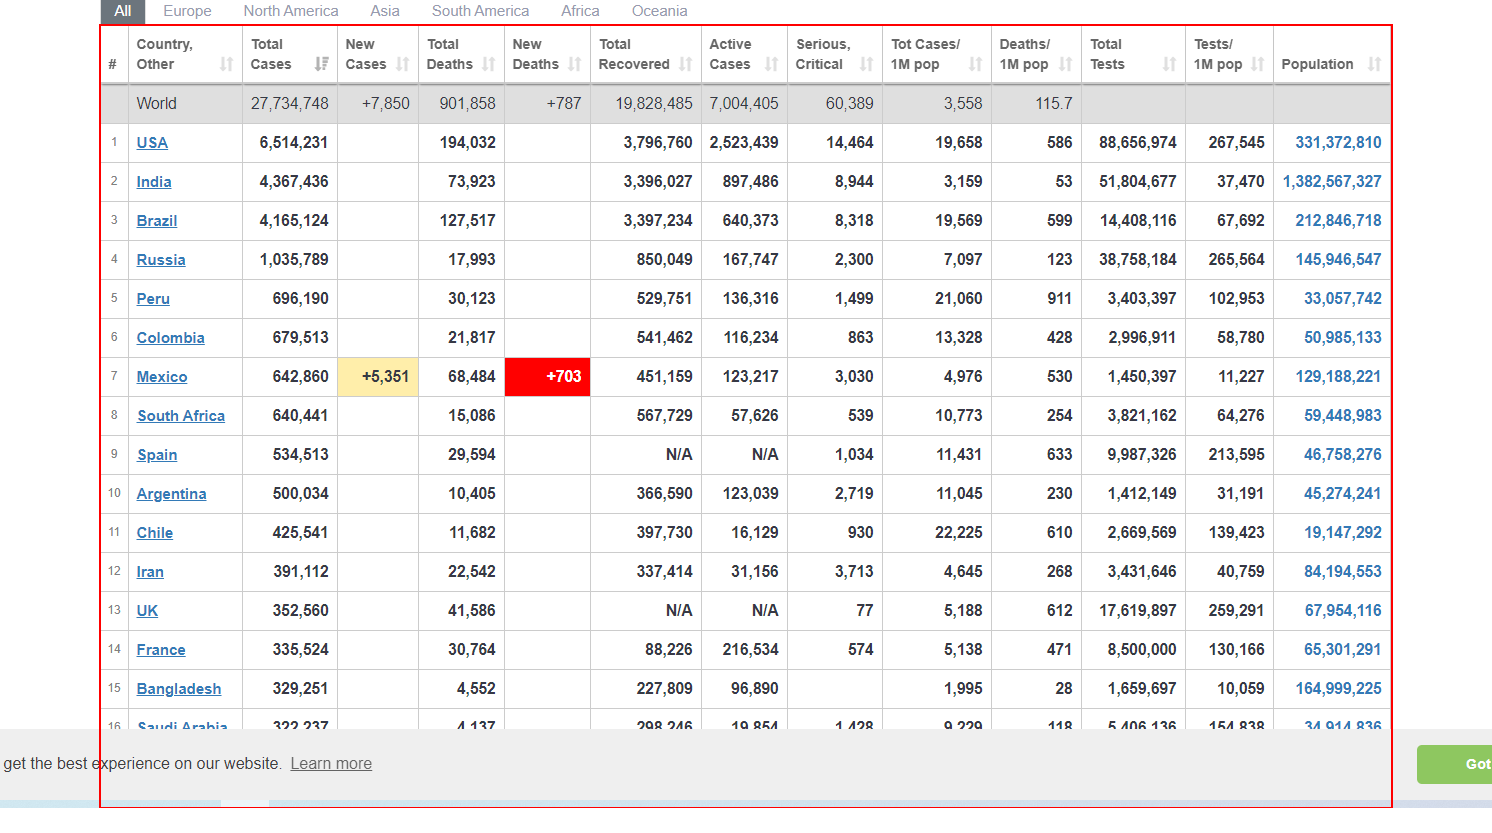 All Europe North America Asia South America Africa Oceania
# Country, Other Total Cases New Cases Total Deaths New Deaths Total Recovered Active Cases Serious, Critical Tot Cases/ 1M pop Deaths/ 1M pop Total Tests Tests/ 1M pop Population
World 27,734,748 +7,850 901,858 +787 19,828,485 7,004,405 60,389 3,558 115.7
1 USA 6,514,231 194,032 3,796,760 2,523,439 14,464 19,658 586 88,656,974 267,545 331,372,810
2 India 4,367,436 73,923 3,396,027 897,486 8,944 3,159 53 51,804,677 37,470 1,382,567,327
3 Brazil 4,165,124 127,517 3,397,234 640,373 8,318 19,569 599 14,408,116 67,692 212,846,718
4 Russia 1,035,789 17,993 850,049 167,747 2,300 7,097 123 38,758,184 265,564 145,946,547
5 Peru 696,190 30,123 529,751 136,316 1,499 21,060 911 3,403,397 102,953 33,057,742
6 Colombia 679,513 21,817 541,462 116,234 863 13,328 428 2,996,911 58,780 50,985,133
7 Mexico 642,860 +5,351 68,484 +703 451,159 123,217 3,030 4,976 530 1,450,397 11,227 129,188,221
8 South Africa 640,441 15,086 567,729 57,626 539 10,773 254 3,821,162 64,276 59,448,983
9 Spain 534,513 29,594 N/A N/A 1,034 11,431 633 9,987,326 213,595 46,758,276
10 Argentina 500,034 10,405 366,590 123,039 2,719 11,045 230 1,412,149 31,191 45,274,241
11 Chile 425,541 11,682 397,730 16,129 930 22,225 610 2,669,569 139,423 19,147,292
12 Iran 391,112 22,542 337,414 31,156 3,713 4,645 268 3,431,646 40,759 84,194,553
13 UK 352,560 41,586 N/A N/A 77 5,188 612 17,619,897 259,291 67,954,116
14 France 335,524 30,764 88,226 216,534 574 5,138 471 8,500,000 130,166 65,301,291
15 Bangladesh 329,251 4,552 227,809 96,890 1,995 28 1,659,697 10,059 164,999,225
16 Saudi Arabia 322,237 4,137 298,246 19,854 1,428 9,229 118 5,406,136 154,838 34,914,836
get the best experience on our website. Learn more Got